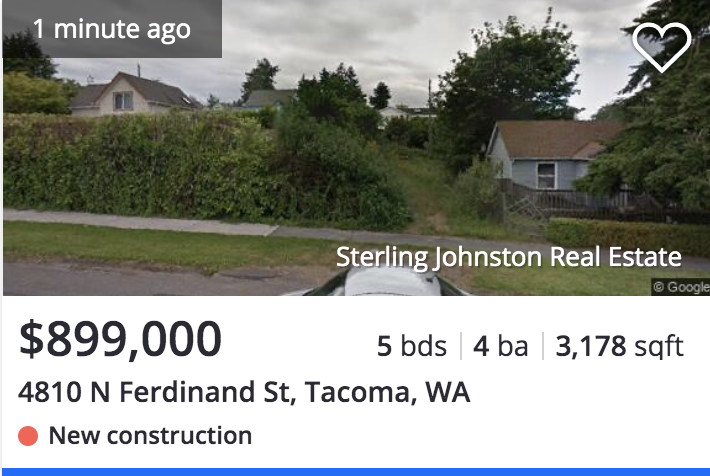 1 minute ago
Sterling Johnston Real Estate
© Google
$899,000
5 bds | 4 ba | 3,178 sqft
4810 N Ferdinand St, Tacoma, WA
New construction